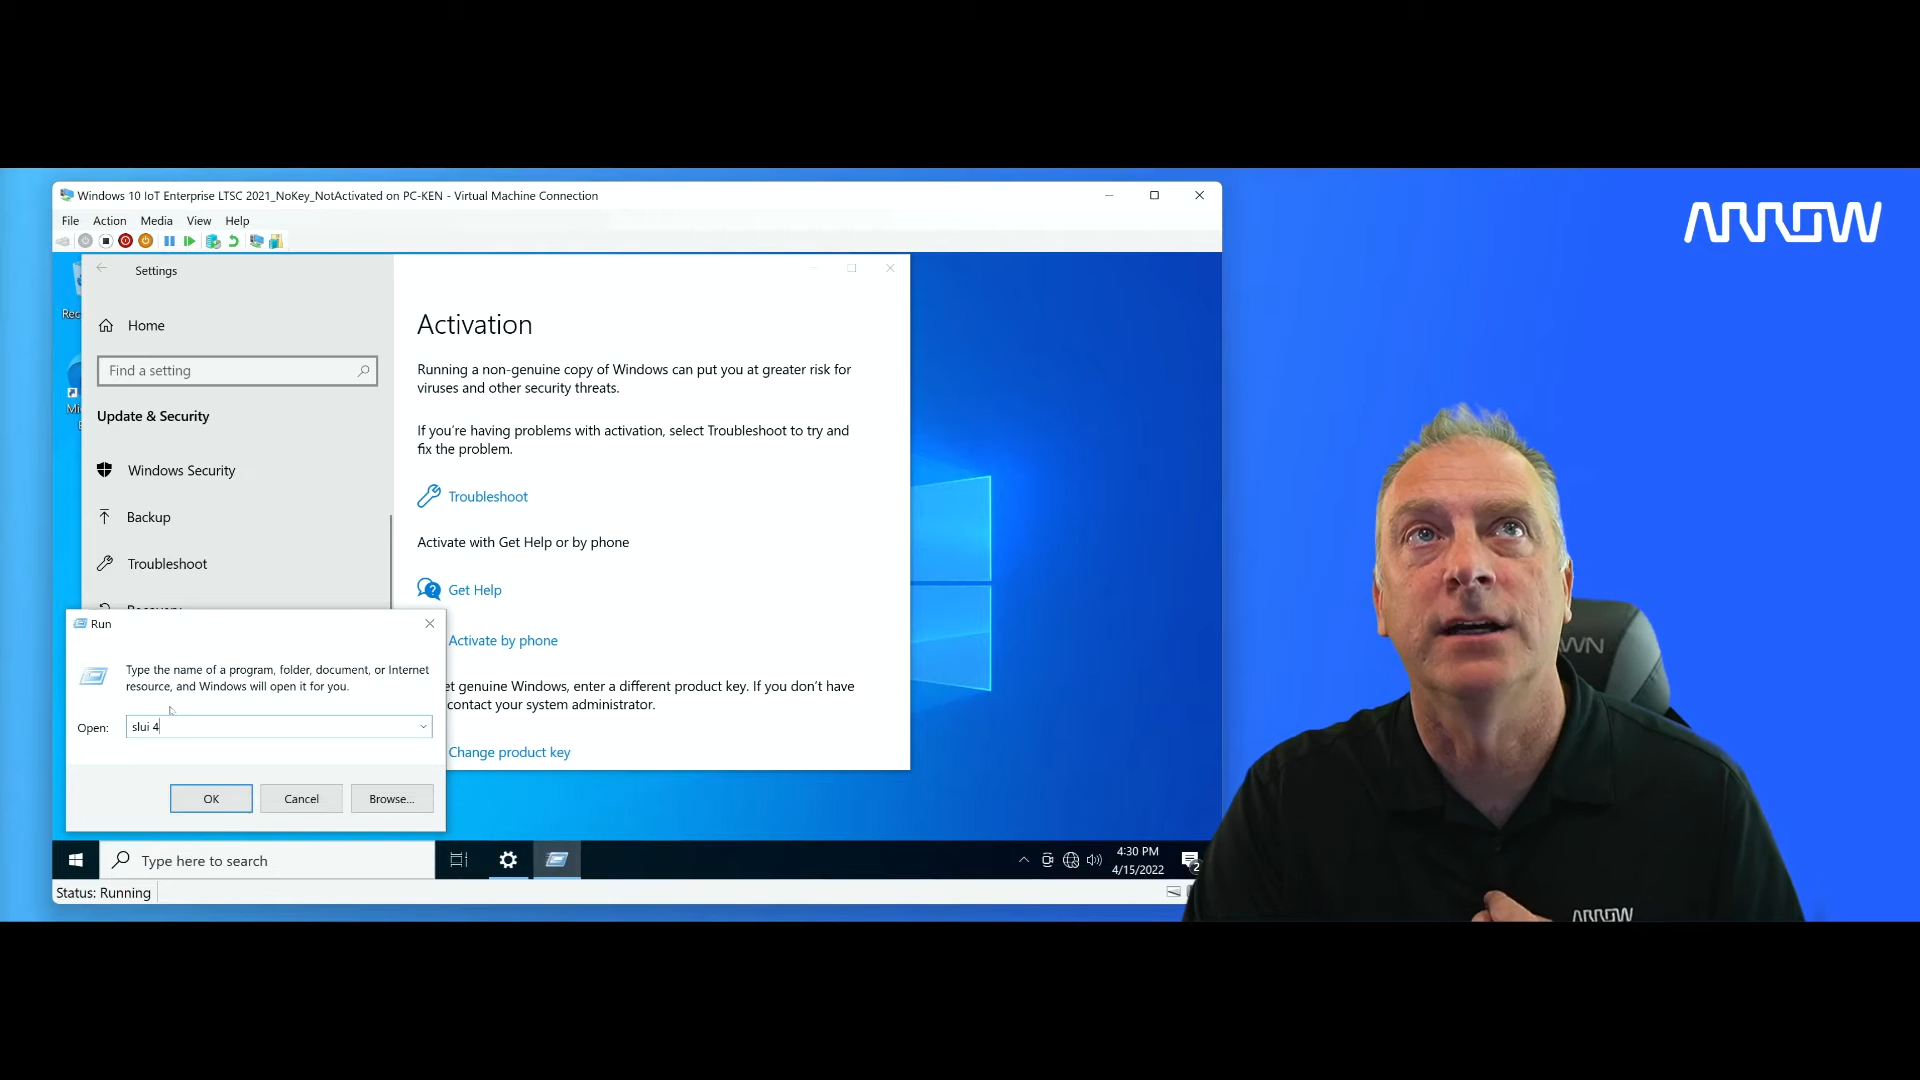 Windows 10 IoT Enterprise LTSC 2021_NoKey_NotActivated on PC-KEN - Virtual Machine Connection
File Action Media View Help
ARROW
Settings
Home
Find a setting
Update & Security
Windows Security
Backup
Troubleshoot
Recovery
Activation
Running a non-genuine copy of Windows can put you at greater risk for
viruses and other security threats.
If you're having problems with activation, select Troubleshoot to try and
fix the problem.
Troubleshoot
Activate with Get Help or by phone
Get Help
Activate by phone
genuine Windows, enter a different product key. If you don't have
contact your system administrator.
Change product key
Run
Type the name of a program, folder, document, or Internet
resource, and Windows will open it for you.
Open: slui 4
OK Cancel Browse...
Type here to search
4:30 PM
4/15/2022
2
Status: Running
ARROW